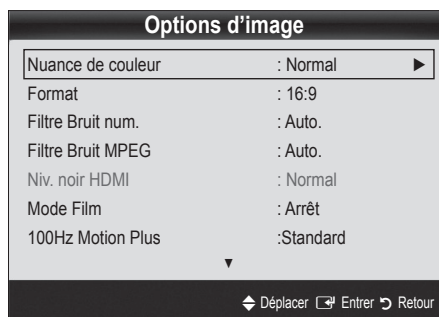 Options d’image
Nuance de couleur : Normal ►
Format : 16:9
Filtre Bruit num. : Auto.
Filtre Bruit MPEG : Auto.
Niv. noir HDMI : Normal
Mode Film : Arrêt
100Hz Motion Plus :Standard
▼
Déplacer Entrer Retour